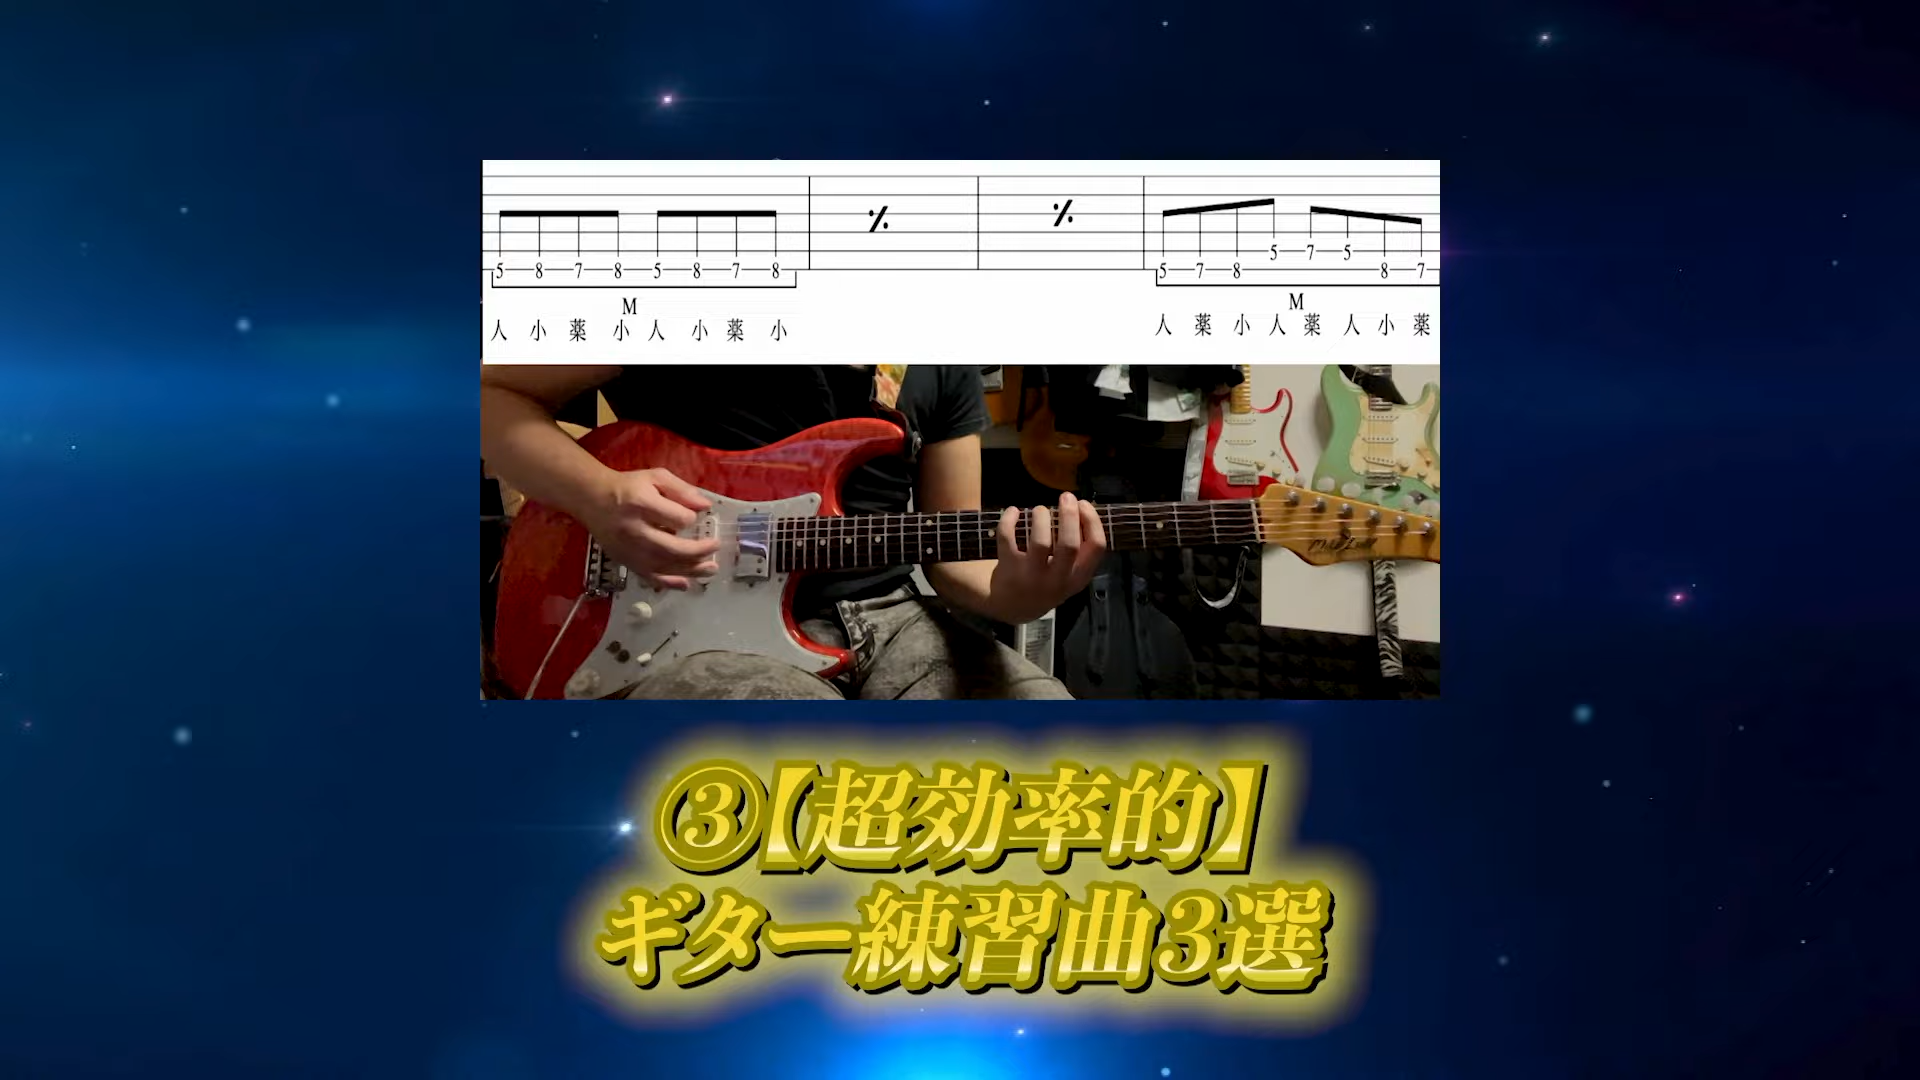 5 8 7 8 5 8 7 8 5 7 8 5 7 5 8 7
M M
人 小 薬 小 人 小 薬 小 人 薬 小 人 薬 人 小 薬
③【超効率的】
ギター練習曲3選